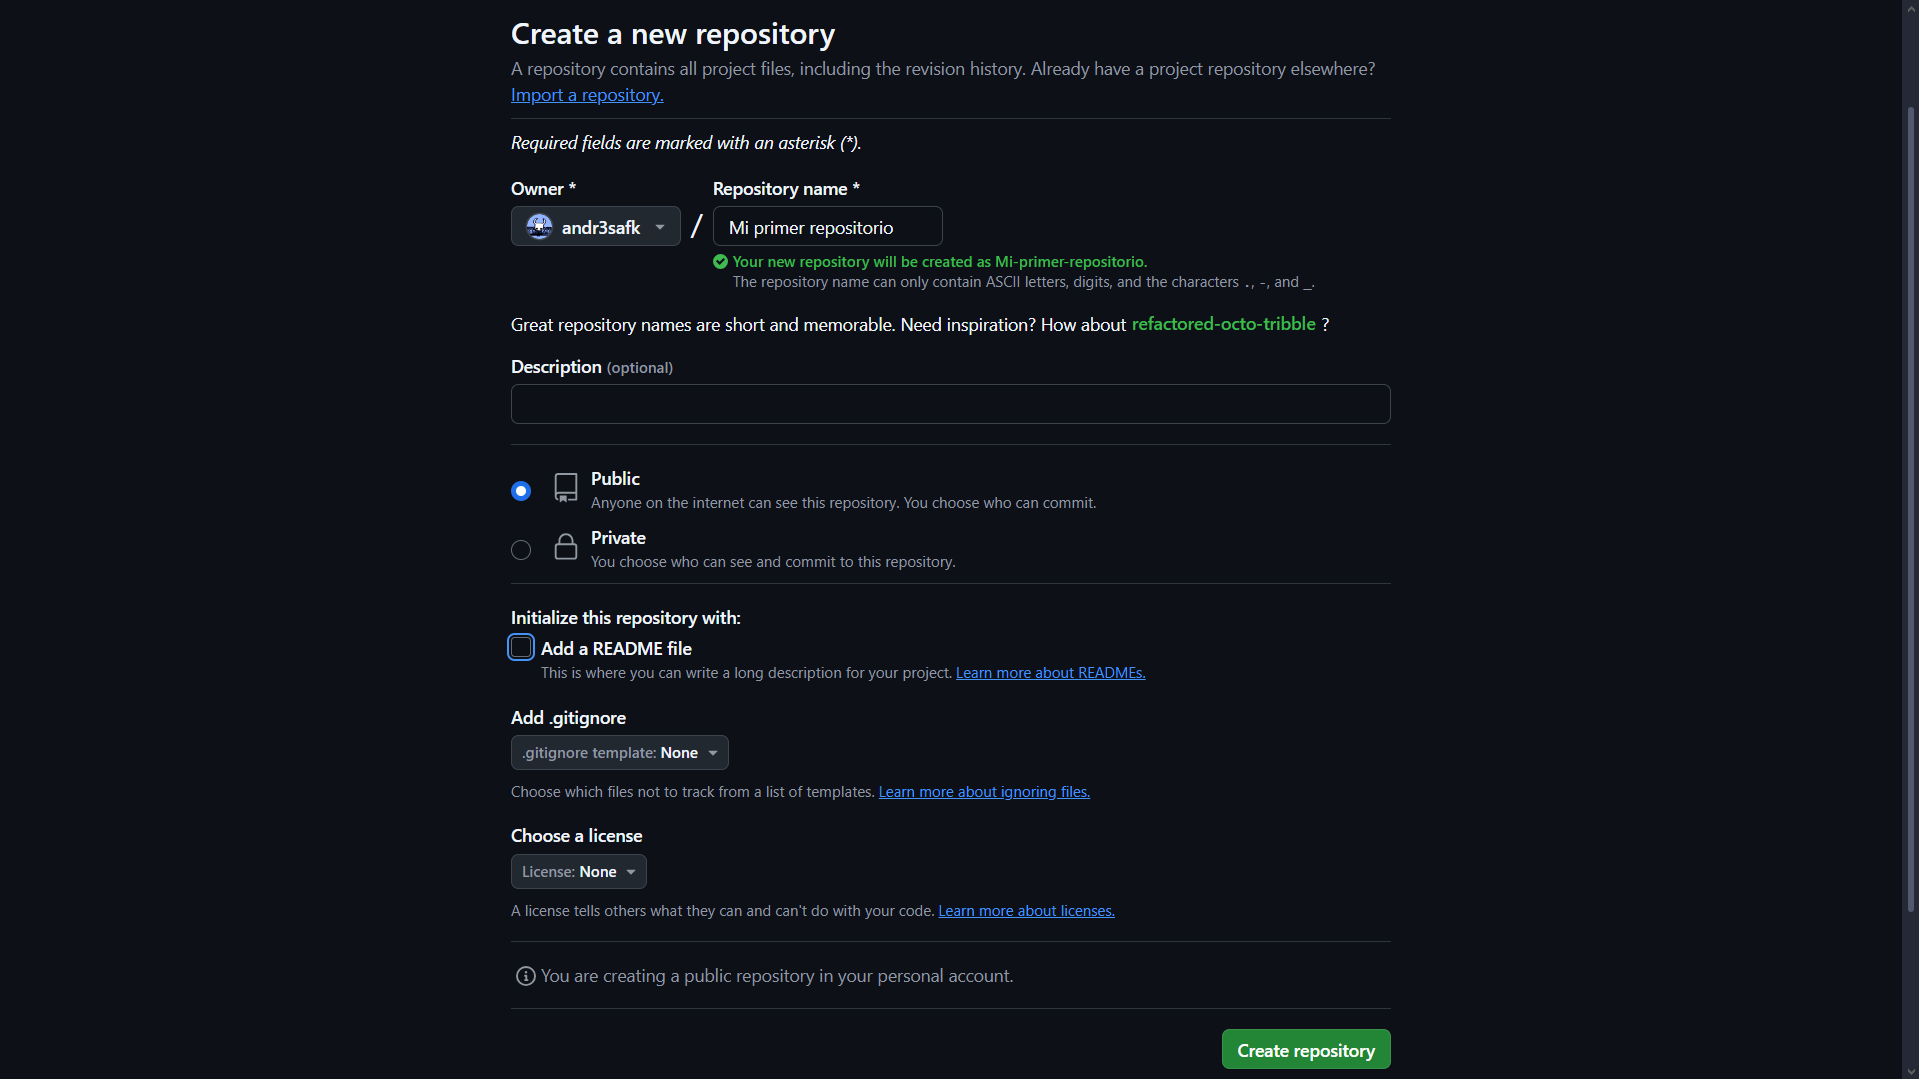 Create a new repository
A repository contains all project files, including the revision history. Already have a project repository elsewhere?
Import a repository.
Required fields are marked with an asterisk (*).
Owner * Repository name *
andr3safk / Mi primer repositorio
Your new repository will be created as Mi-primer-repositorio.
The repository name can only contain ASCII letters, digits, and the characters ., -, and _.
Great repository names are short and memorable. Need inspiration? How about refactored-octo-tribble ?
Description (optional)
Public
Anyone on the internet can see this repository. You choose who can commit.
Private
You choose who can see and commit to this repository.
Initialize this repository with:
Add a README file
This is where you can write a long description for your project. Learn more about READMEs.
Add .gitignore
.gitignore template: None
Choose which files not to track from a list of templates. Learn more about ignoring files.
Choose a license
License: None
A license tells others what they can and can't do with your code. Learn more about licenses.
You are creating a public repository in your personal account.
Create repository